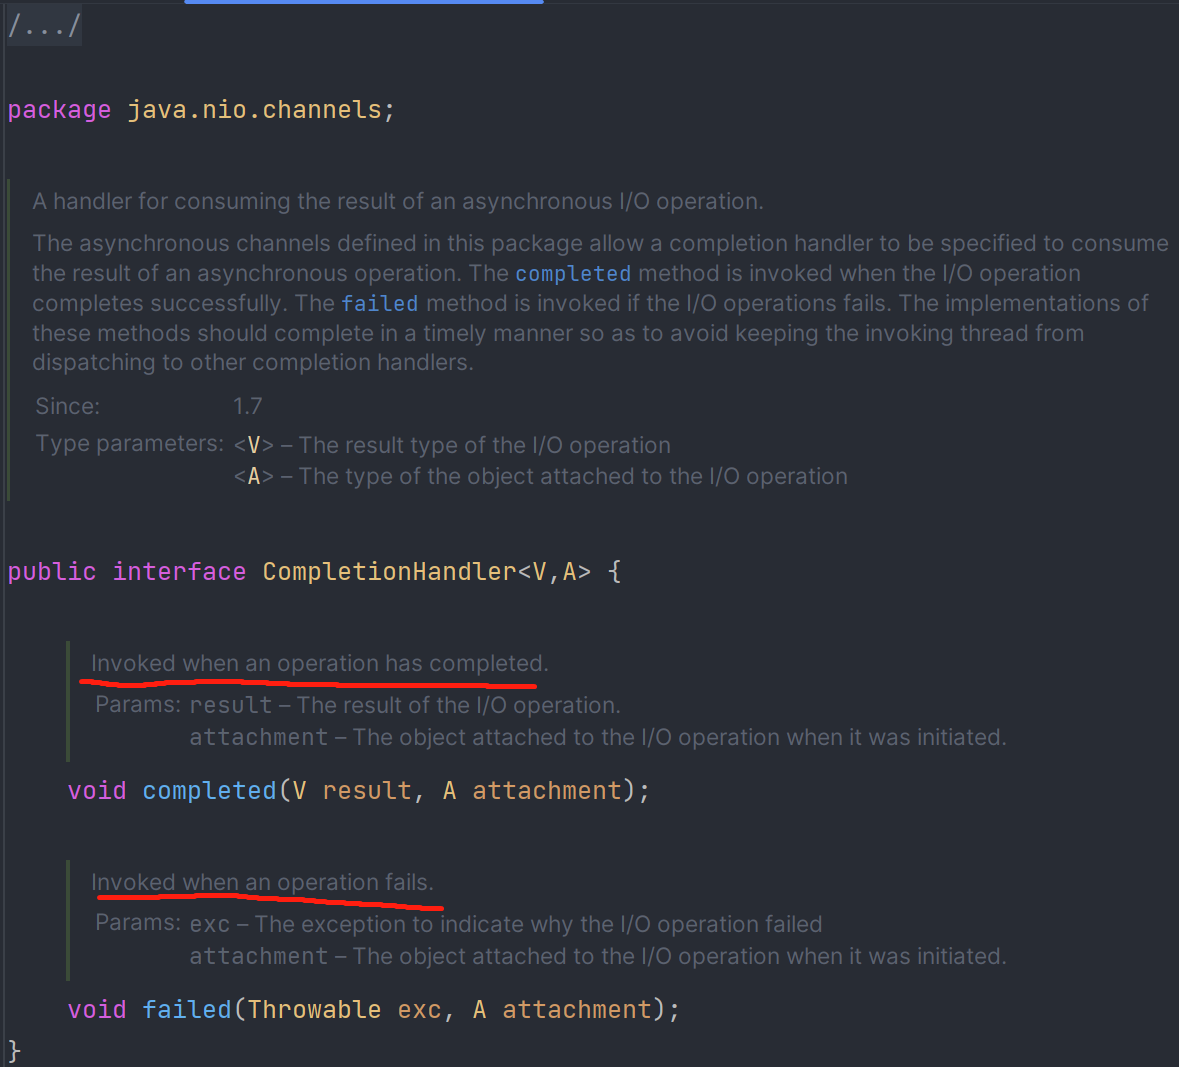 /.../
package java.nio.channels;
A handler for consuming the result of an asynchronous I/O operation.
The asynchronous channels defined in this package allow a completion handler to be specified to consume
the result of an asynchronous operation. The completed method is invoked when the I/O operation
completes successfully. The failed method is invoked if the I/O operations fails. The implementations of
these methods should complete in a timely manner so as to avoid keeping the invoking thread from
dispatching to other completion handlers.
Since: 1.7
Type parameters: <V> – The result type of the I/O operation
<A> – The type of the object attached to the I/O operation
public interface CompletionHandler<V,A> {
Invoked when an operation has completed.
Params: result – The result of the I/O operation.
attachment – The object attached to the I/O operation when it was initiated.
void completed(V result, A attachment);
Invoked when an operation fails.
Params: exc – The exception to indicate why the I/O operation failed
attachment – The object attached to the I/O operation when it was initiated.
void failed(Throwable exc, A attachment);
}